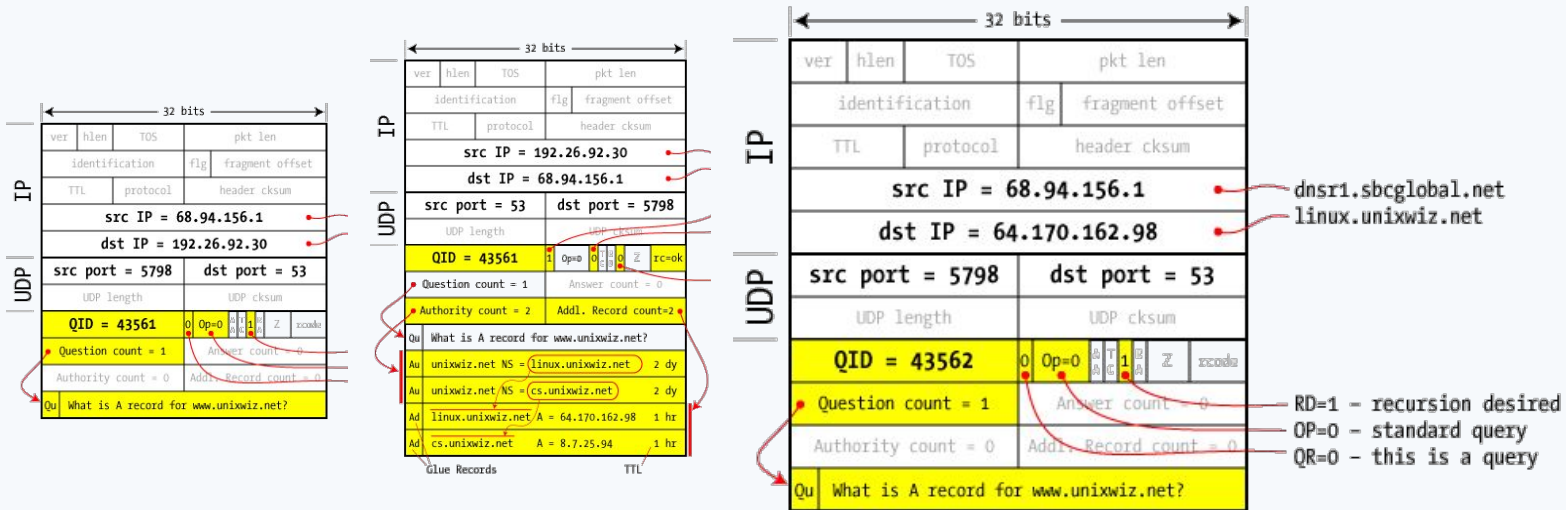 32 bits
IP
ver hlen TOS pkt len
identification flg fragment offset
TTL protocol header cksum
src IP = 68.94.156.1
dst IP = 192.26.92.30
UDP
src port = 5798 dst port = 53
UDP length UDP cksum
QID = 43561 0 Op=0 AA TC 1 RA Z rcode
Question count = 1 Answer count = 0
Authority count = 0 Addl. Record count=0
Qu What is A record for www.unixwiz.net?
32 bits
IP
ver hlen TOS pkt len
identification flg fragment offset
TTL protocol header cksum
src IP = 192.26.92.30
dst IP = 68.94.156.1
UDP
src port = 53 dst port = 5798
UDP length UDP cksum
QID = 43561 1 Op=0 0 0 Z rc=ok
Question count = 1 Answer count = 0
Authority count = 2 Addl. Record count=2
Qu What is A record for www.unixwiz.net?
Au unixwiz.net NS = linux.unixwiz.net 2 dy
Au unixwiz.net NS = cs.unixwiz.net 2 dy
Ad linux.unixwiz.net A = 64.170.162.98 1 hr
Ad cs.unixwiz.net A = 8.7.25.94 1 hr
Glue Records TTL
32 bits
IP
ver hlen TOS pkt len
identification flg fragment offset
TTL protocol header cksum
src IP = 68.94.156.1 dnsr1.sbcglobal.net
dst IP = 64.170.162.98 linux.unixwiz.net
UDP
src port = 5798 dst port = 53
UDP length UDP cksum
QID = 43562 0 Op=0 AA TC 1 RA Z rcode
Question count = 1 Answer count = 0 RD=1 – recursion desired
Authority count = 0 Addl. Record count=0 OP=0 – standard query
QR=0 – this is a query
Qu What is A record for www.unixwiz.net?